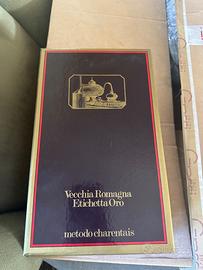 Vecchia Romagna
Etichetta Oro
metodo charentais